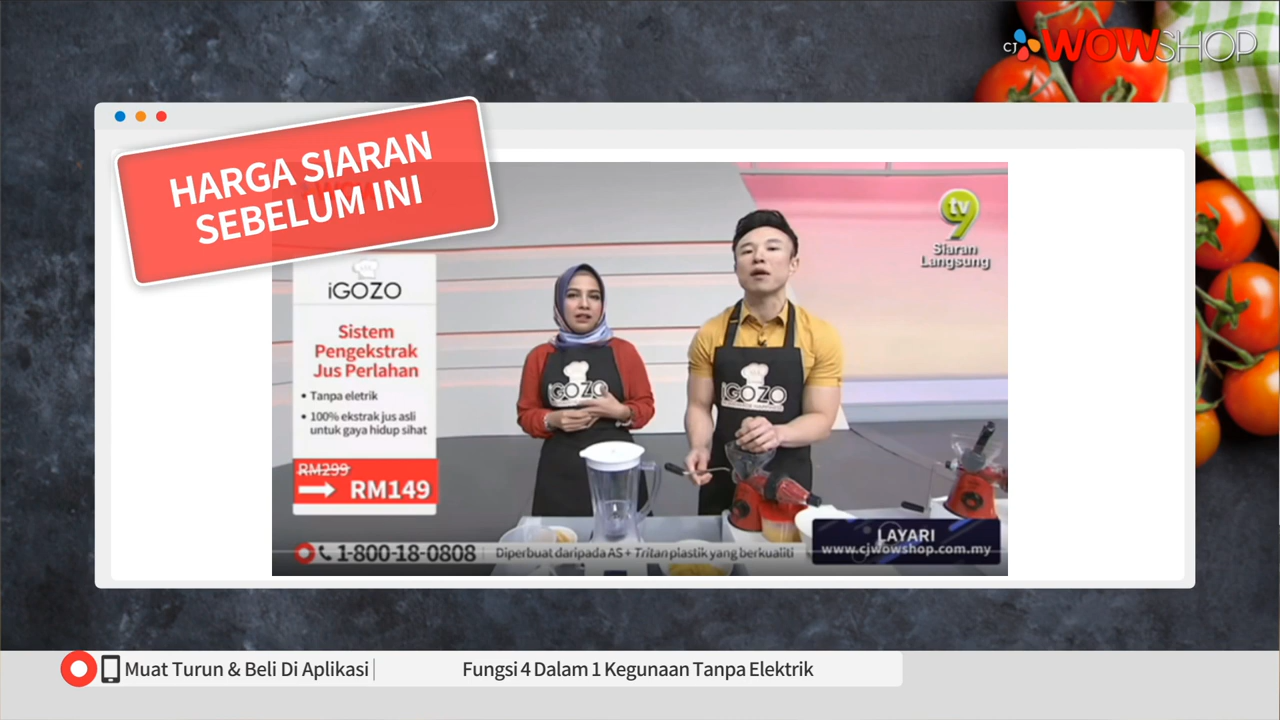 CJ WOWSHOP
HARGA SIARAN
SEBELUM INI
tv9
Siaran
Langsung
iGOZO
Sistem
Pengekstrak
Jus Perlahan
• Tanpa eletrik
• 100% ekstrak jus asli
untuk gaya hidup sihat
RM299
RM149
iGOZO
iGOZO
LAYARI
www.cjwowshop.com.my
1-800-18-0808
Diperbuat daripada AS + Tritan plastik yang berkualiti
Muat Turun & Beli Di Aplikasi
Fungsi 4 Dalam 1 Kegunaan Tanpa Elektrik